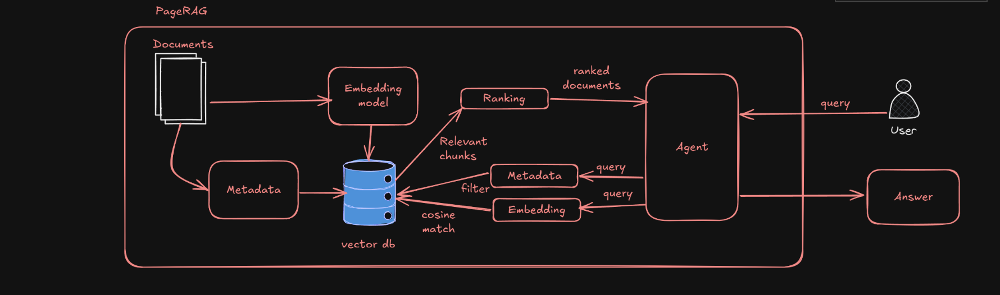 PageRAG
Documents
Embedding
model
Metadata
vector db
Ranking
ranked
documents
Relevant
chunks
Metadata
filter
Embedding
cosine
match
query
query
Agent
query
User
Answer